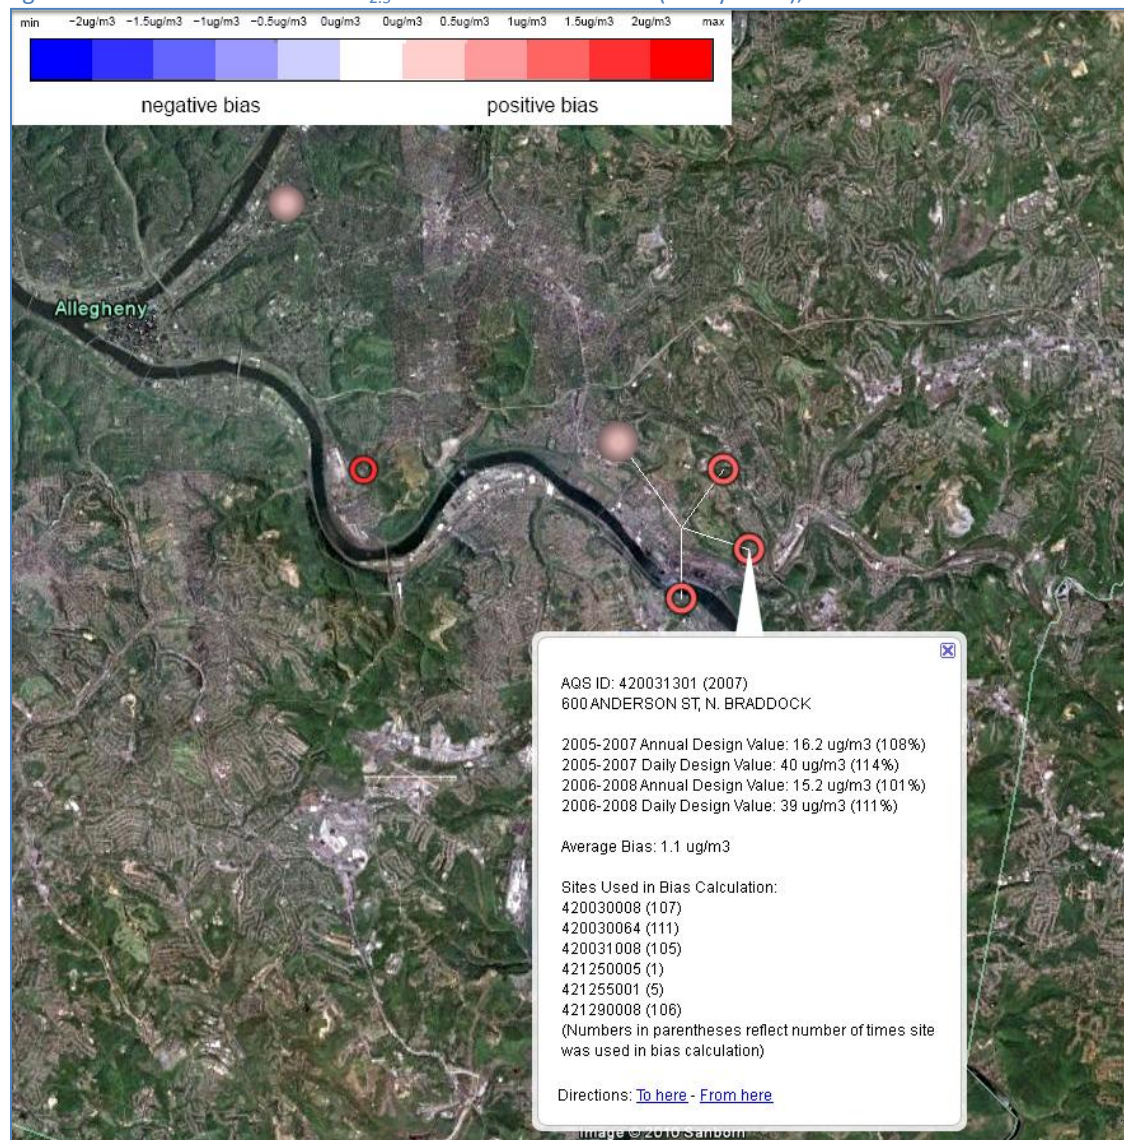 min −2ug/m3 −1.5ug/m3 −1ug/m3 −0.5ug/m3 0ug/m3 0ug/m3 0.5ug/m3 1ug/m3 1.5ug/m3 2ug/m3 max
negative bias positive bias
Allegheny
AQS ID: 420031301 (2007)
600 ANDERSON ST, N. BRADDOCK
2005-2007 Annual Design Value: 16.2 ug/m3 (108%)
2005-2007 Daily Design Value: 40 ug/m3 (114%)
2006-2008 Annual Design Value: 15.2 ug/m3 (101%)
2006-2008 Daily Design Value: 39 ug/m3 (111%)
Average Bias: 1.1 ug/m3
Sites Used in Bias Calculation:
420030008 (107)
420030064 (111)
420031008 (105)
421250005 (1)
421255001 (5)
421290008 (106)
(Numbers in parentheses reflect number of times site
was used in bias calculation)
Directions: To here - From here
Image © 2010 Sanborn